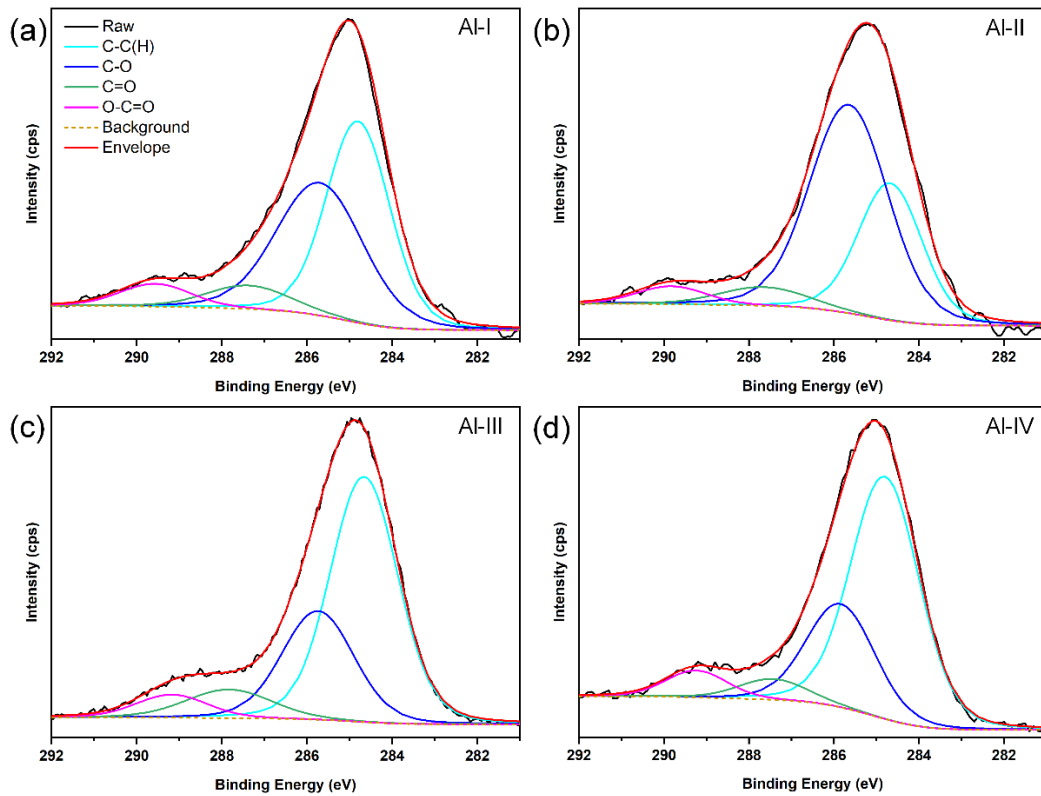 (a)
Al-I
Raw
C-C(H)
C-O
C=O
O-C=O
Background
Envelope
Intensity (cps)
292 290 288 286 284 282
Binding Energy (eV)
(b)
Al-II
Intensity (cps)
292 290 288 286 284 282
Binding Energy (eV)
(c)
Al-III
Intensity (cps)
292 290 288 286 284 282
Binding Energy (eV)
(d)
Al-IV
Intensity (cps)
292 290 288 286 284 282
Binding Energy (eV)